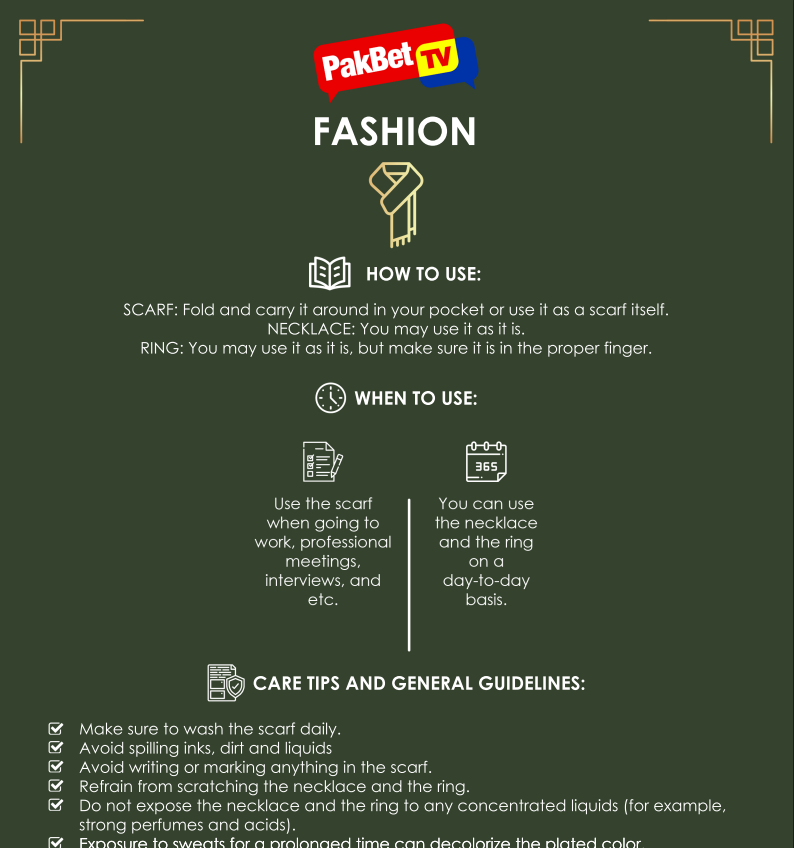 PakBet TV
FASHION
HOW TO USE:
SCARF: Fold and carry it around in your pocket or use it as a scarf itself.
NECKLACE: You may use it as it is.
RING: You may use it as it is, but make sure it is in the proper finger.
WHEN TO USE:
Use the scarf
when going to
work, professional
meetings,
interviews, and
etc.
365
You can use
the necklace
and the ring
on a
day-to-day
basis.
CARE TIPS AND GENERAL GUIDELINES:
Make sure to wash the scarf daily.
Avoid spilling inks, dirt and liquids
Avoid writing or marking anything in the scarf.
Refrain from scratching the necklace and the ring.
Do not expose the necklace and the ring to any concentrated liquids (for example,
strong perfumes and acids).
Exposure to sweats for a prolonged time can decolorize the plated color.